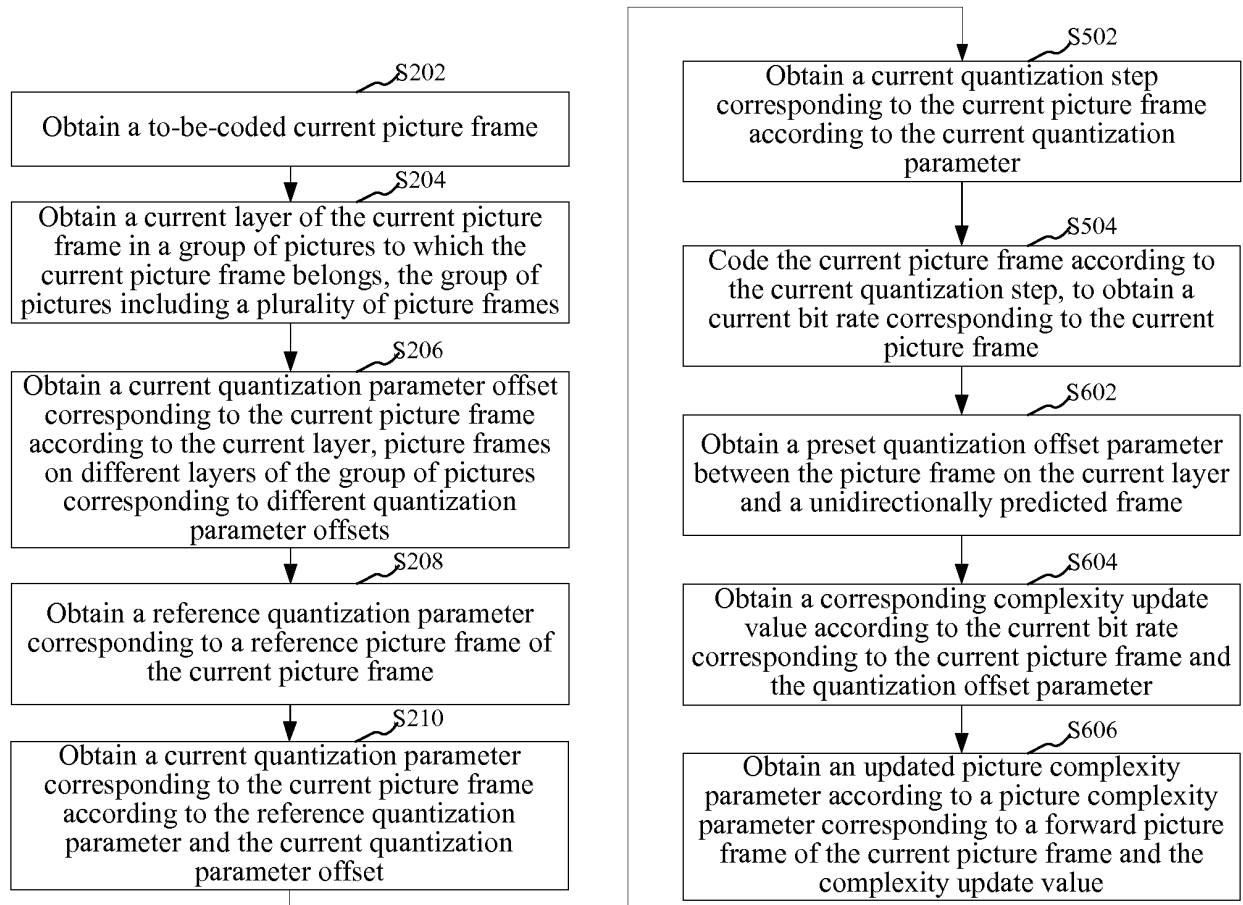 S202
Obtain a to-be-coded current picture frame
S204
Obtain a current layer of the current picture
frame in a group of pictures to which the
current picture frame belongs, the group of
pictures including a plurality of picture frames
S206
Obtain a current quantization parameter offset
corresponding to the current picture frame
according to the current layer, picture frames
on different layers of the group of pictures
corresponding to different quantization
parameter offsets
S208
Obtain a reference quantization parameter
corresponding to a reference picture frame of
the current picture frame
S210
Obtain a current quantization parameter
corresponding to the current picture frame
according to the reference quantization
parameter and the current quantization
parameter offset
S502
Obtain a current quantization step
corresponding to the current picture frame
according to the current quantization
parameter
S504
Code the current picture frame according to
the current quantization step, to obtain a
current bit rate corresponding to the current
picture frame
S602
Obtain a preset quantization offset parameter
between the picture frame on the current layer
and a unidirectionally predicted frame
S604
Obtain a corresponding complexity update
value according to the current bit rate
corresponding to the current picture frame and
the quantization offset parameter
S606
Obtain an updated picture complexity
parameter according to a picture complexity
parameter corresponding to a forward picture
frame of the current picture frame and the
complexity update value